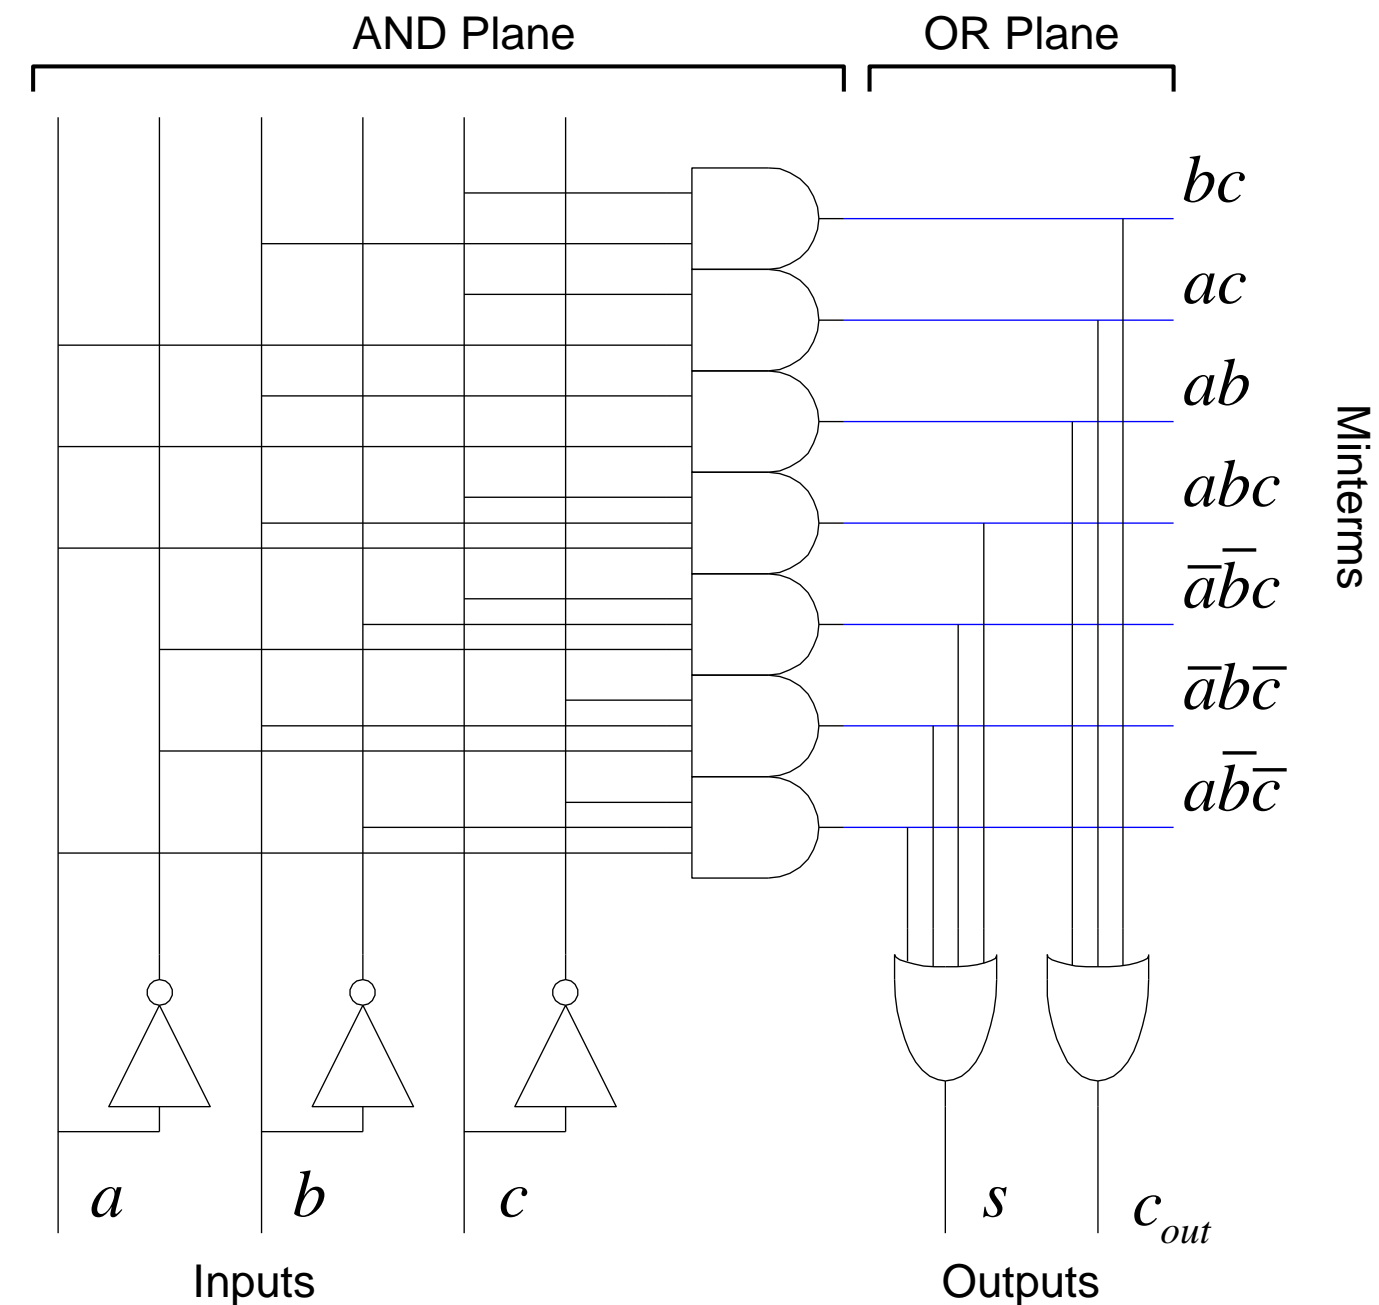 AND Plane OR Plane
bc
ac
ab
abc
a̅b̅c
a̅bc̅
ab̅c̅
Minterms
a b c s c_out
Inputs Outputs